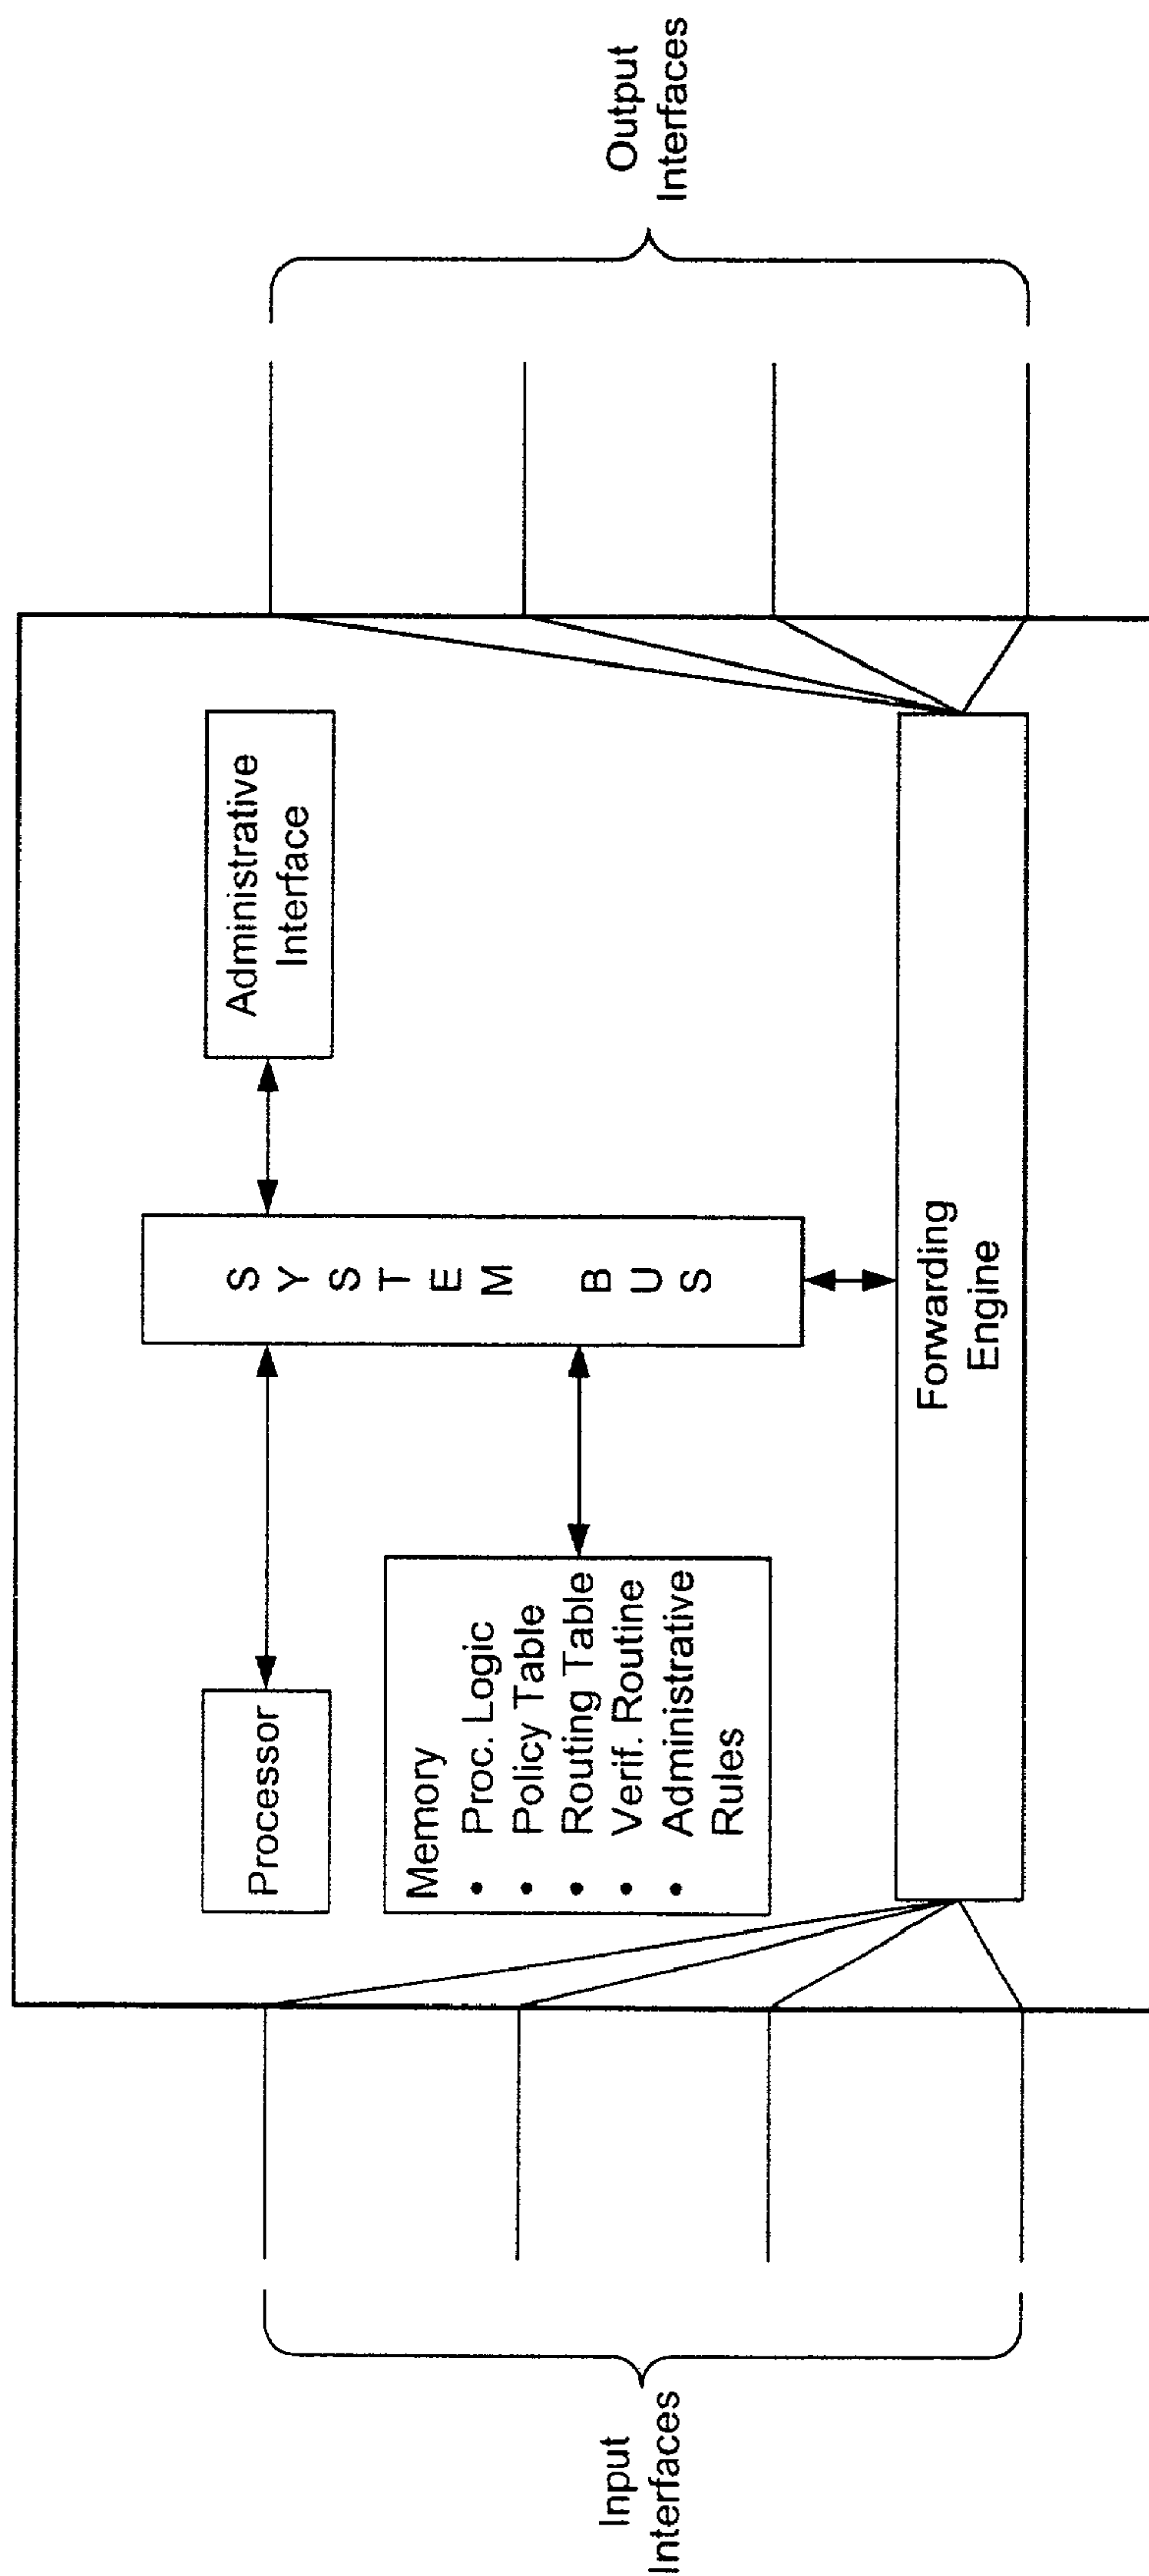 Input
Interfaces
Processor
Memory
• Proc. Logic
• Policy Table
• Routing Table
• Verif. Routine
• Administrative
Rules
S
Y
S
T
E
M
B
U
S
Administrative
Interface
Forwarding
Engine
Output
Interfaces